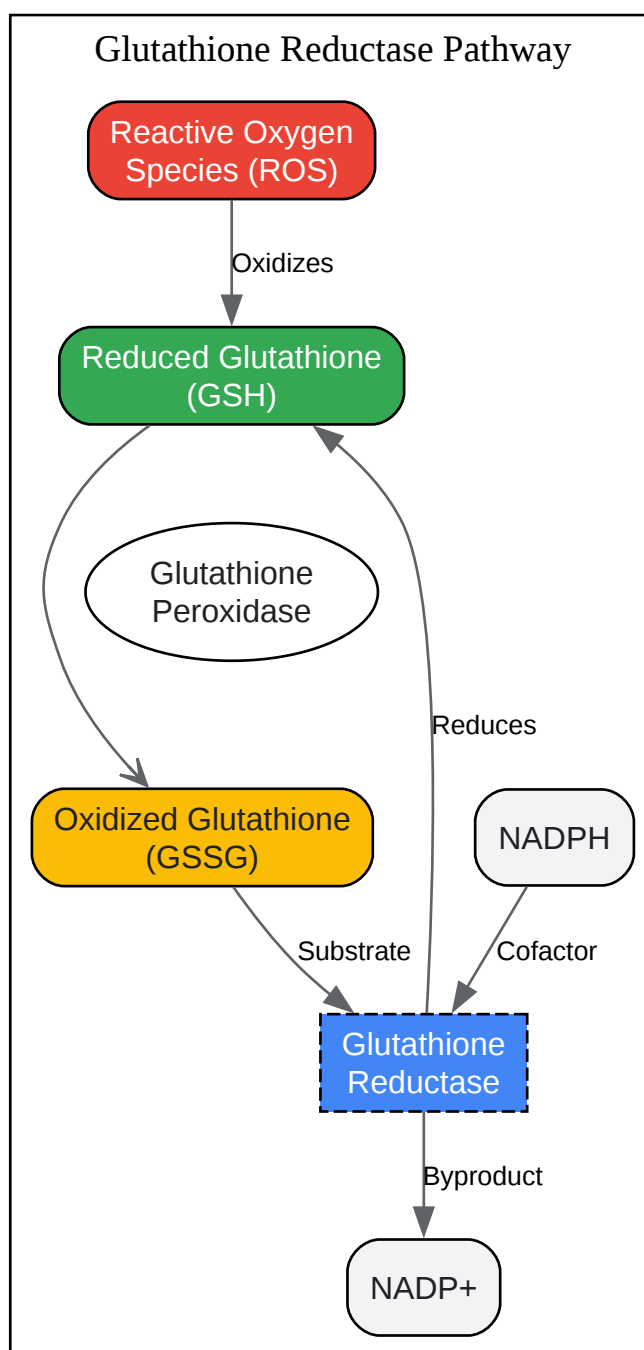 Glutathione Reductase Pathway
Reactive Oxygen
Species (ROS)
Oxidizes
Reduced Glutathione
(GSH)
Glutathione
Peroxidase
Reduces
Oxidized Glutathione
(GSSG)
NADPH
Substrate
Cofactor
Glutathione
Reductase
Byproduct
NADP+